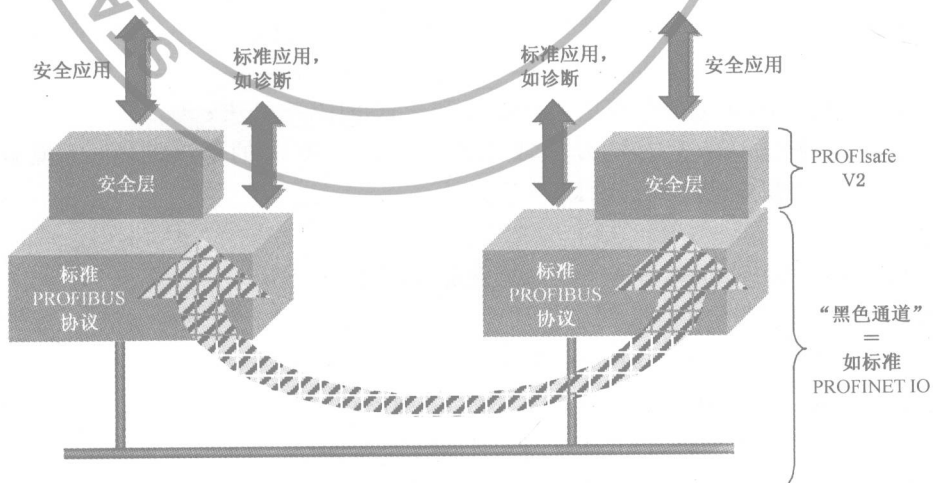 安全应用
标准应用,
如诊断
标准应用,
如诊断
安全应用
安全层
安全层
PROFIsafe
V2
标准
PROFIBUS
协议
标准
PROFIBUS
协议
“黑色通道”
=
如标准
PROFINET IO